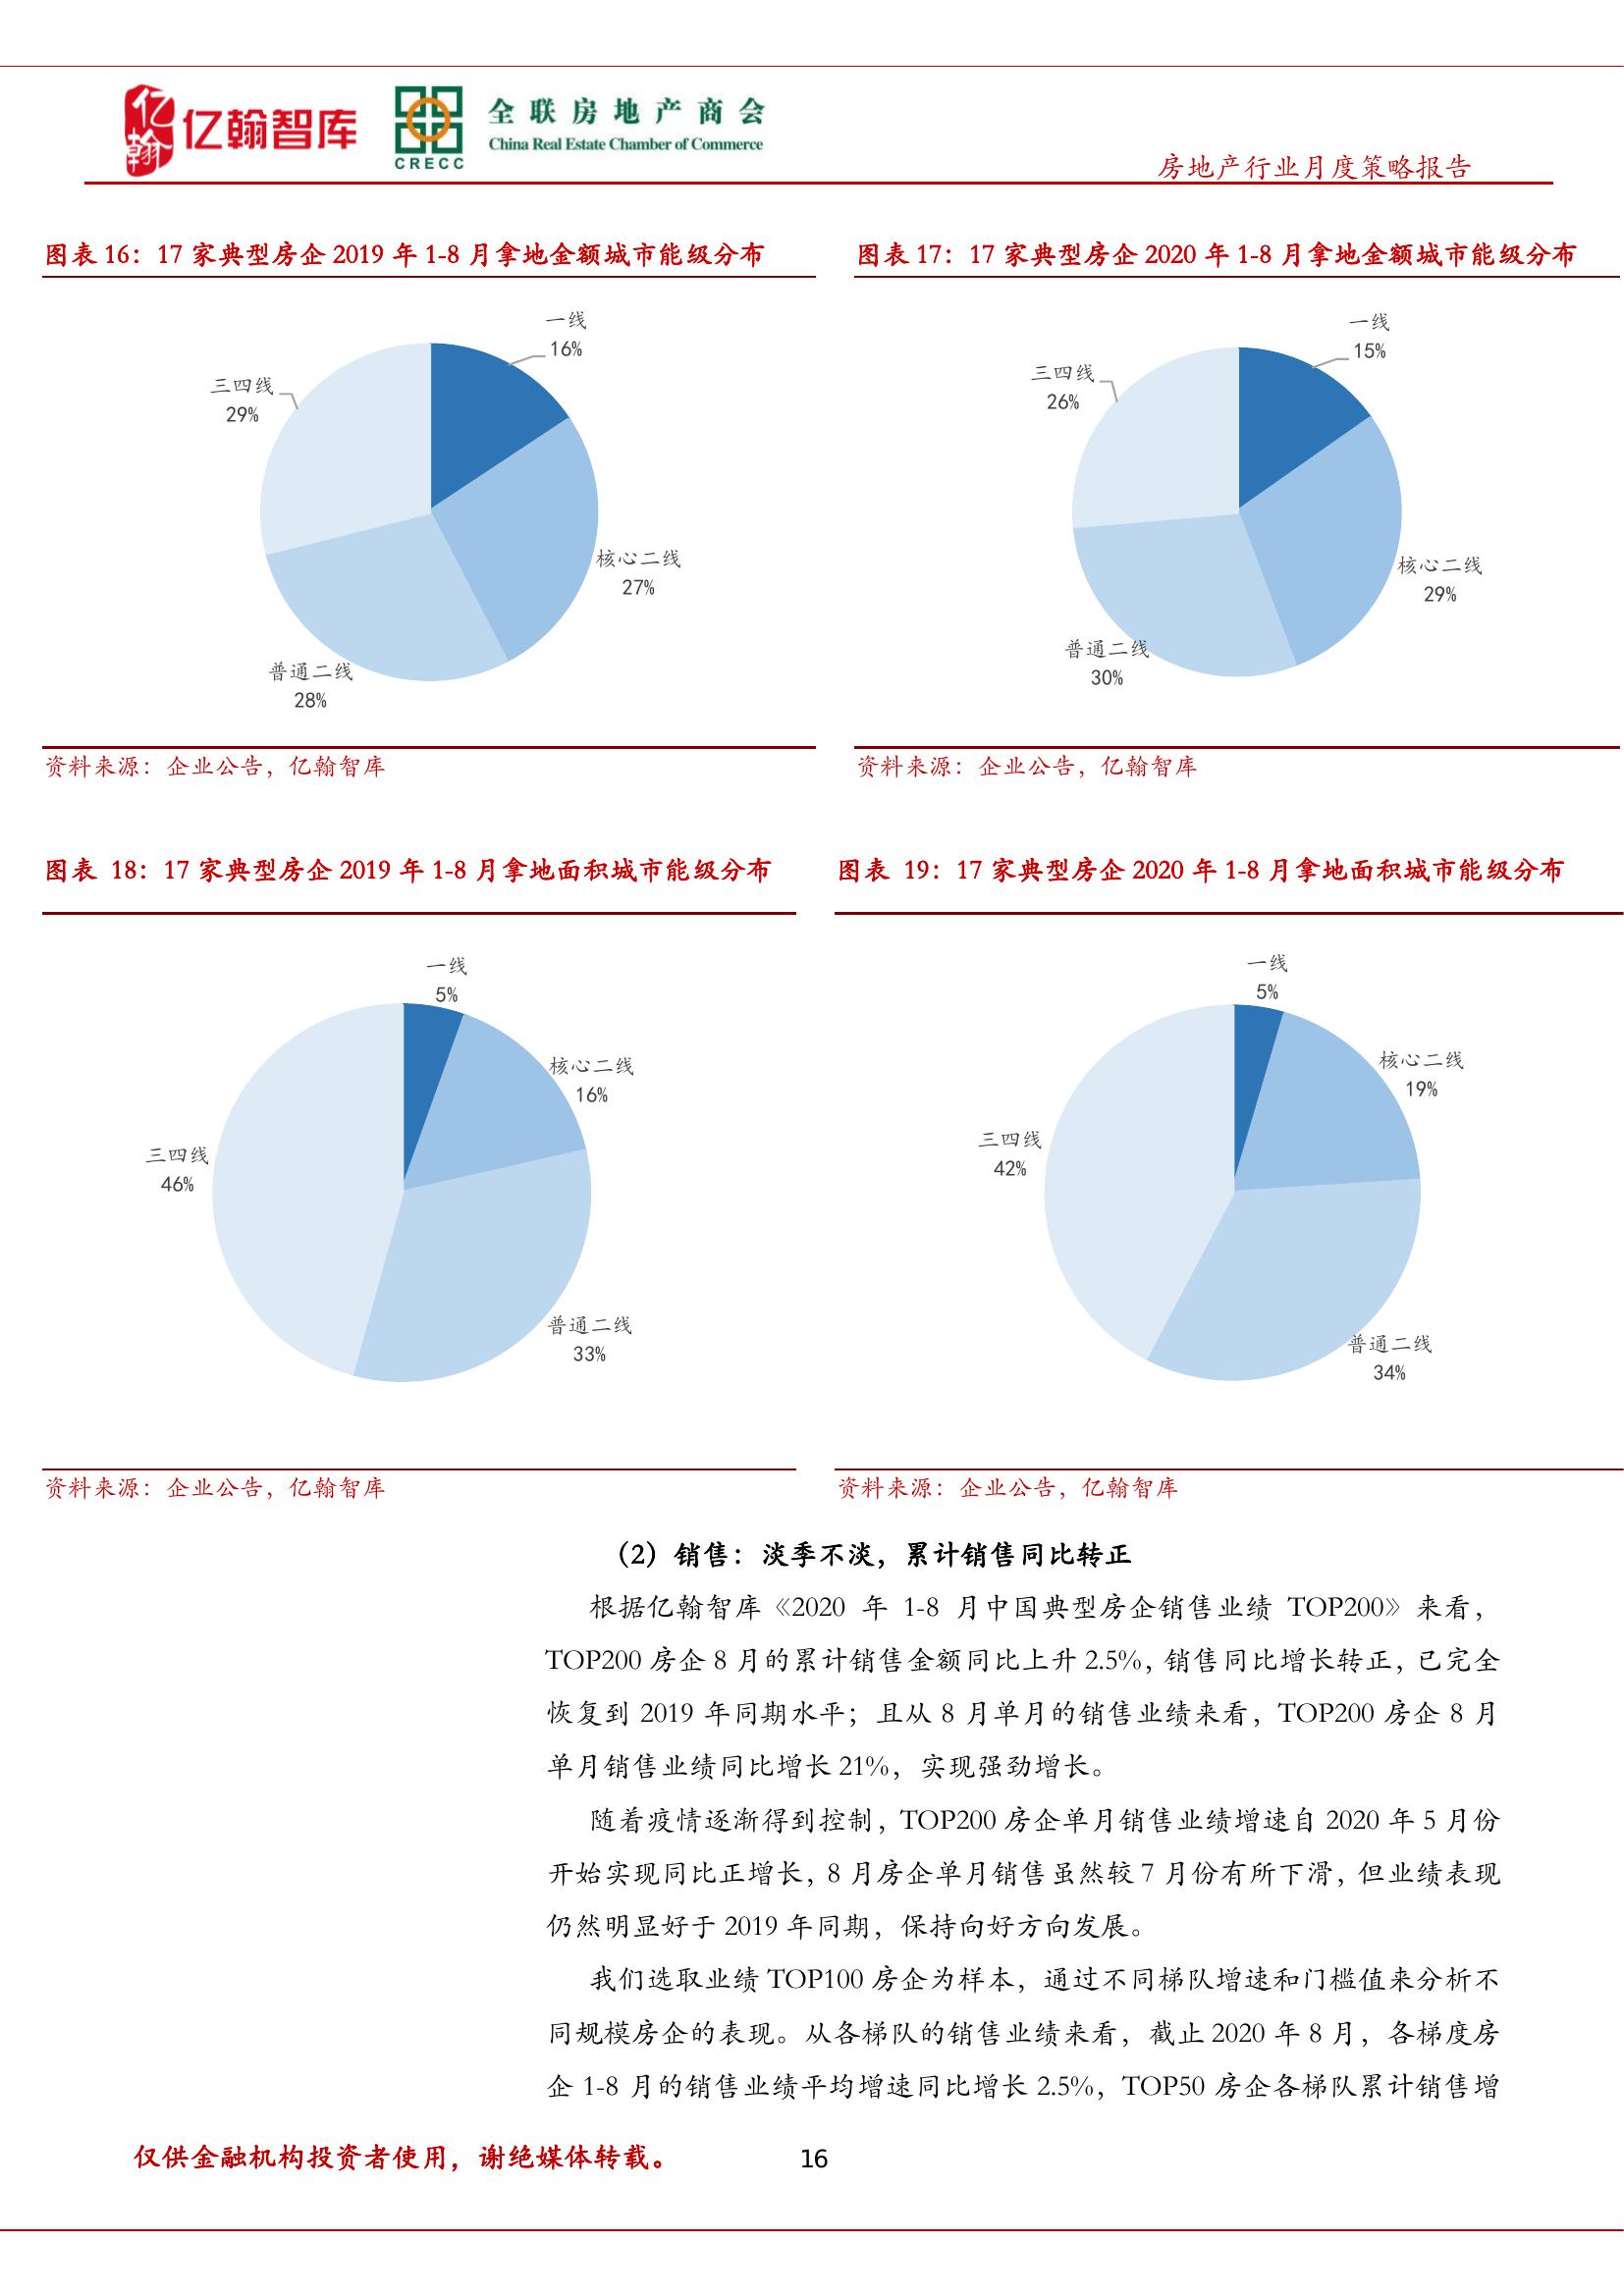 亿翰
亿翰智库
CRECC
全联房地产商会
China Real Estate Chamber of Commerce
房地产行业月度策略报告
图表 16：17 家典型房企 2019 年 1-8 月拿地金额城市能级分布
一线
16%
三四线
29%
核心二线
27%
普通二线
28%
资料来源：企业公告，亿翰智库
图表 17：17 家典型房企 2020 年 1-8 月拿地金额城市能级分布
一线
15%
三四线
26%
核心二线
29%
普通二线
30%
资料来源：企业公告，亿翰智库
图表 18：17 家典型房企 2019 年 1-8 月拿地面积城市能级分布
一线
5%
核心二线
16%
三四线
46%
普通二线
33%
资料来源：企业公告，亿翰智库
图表 19：17 家典型房企 2020 年 1-8 月拿地面积城市能级分布
一线
5%
核心二线
19%
三四线
42%
普通二线
34%
资料来源：企业公告，亿翰智库
（2）销售：淡季不淡，累计销售同比转正
根据亿翰智库《2020 年 1-8 月中国典型房企销售业绩 TOP200》来看，
TOP200 房企 8 月的累计销售金额同比上升 2.5%，销售同比增长转正，已完全
恢复到 2019 年同期水平；且从 8 月单月的销售业绩来看，TOP200 房企 8 月
单月销售业绩同比增长 21%，实现强劲增长。
随着疫情逐渐得到控制，TOP200 房企单月销售业绩增速自 2020 年 5 月份
开始实现同比正增长，8 月房企单月销售虽然较 7 月份有所下滑，但业绩表现
仍然明显好于 2019 年同期，保持向好方向发展。
我们选取业绩 TOP100 房企为样本，通过不同梯队增速和门槛值来分析不
同规模房企的表现。从各梯队的销售业绩来看，截止 2020 年 8 月，各梯度房
企 1-8 月的销售业绩平均增速同比增长 2.5%，TOP50 房企各梯队累计销售增
仅供金融机构投资者使用，谢绝媒体转载。
16